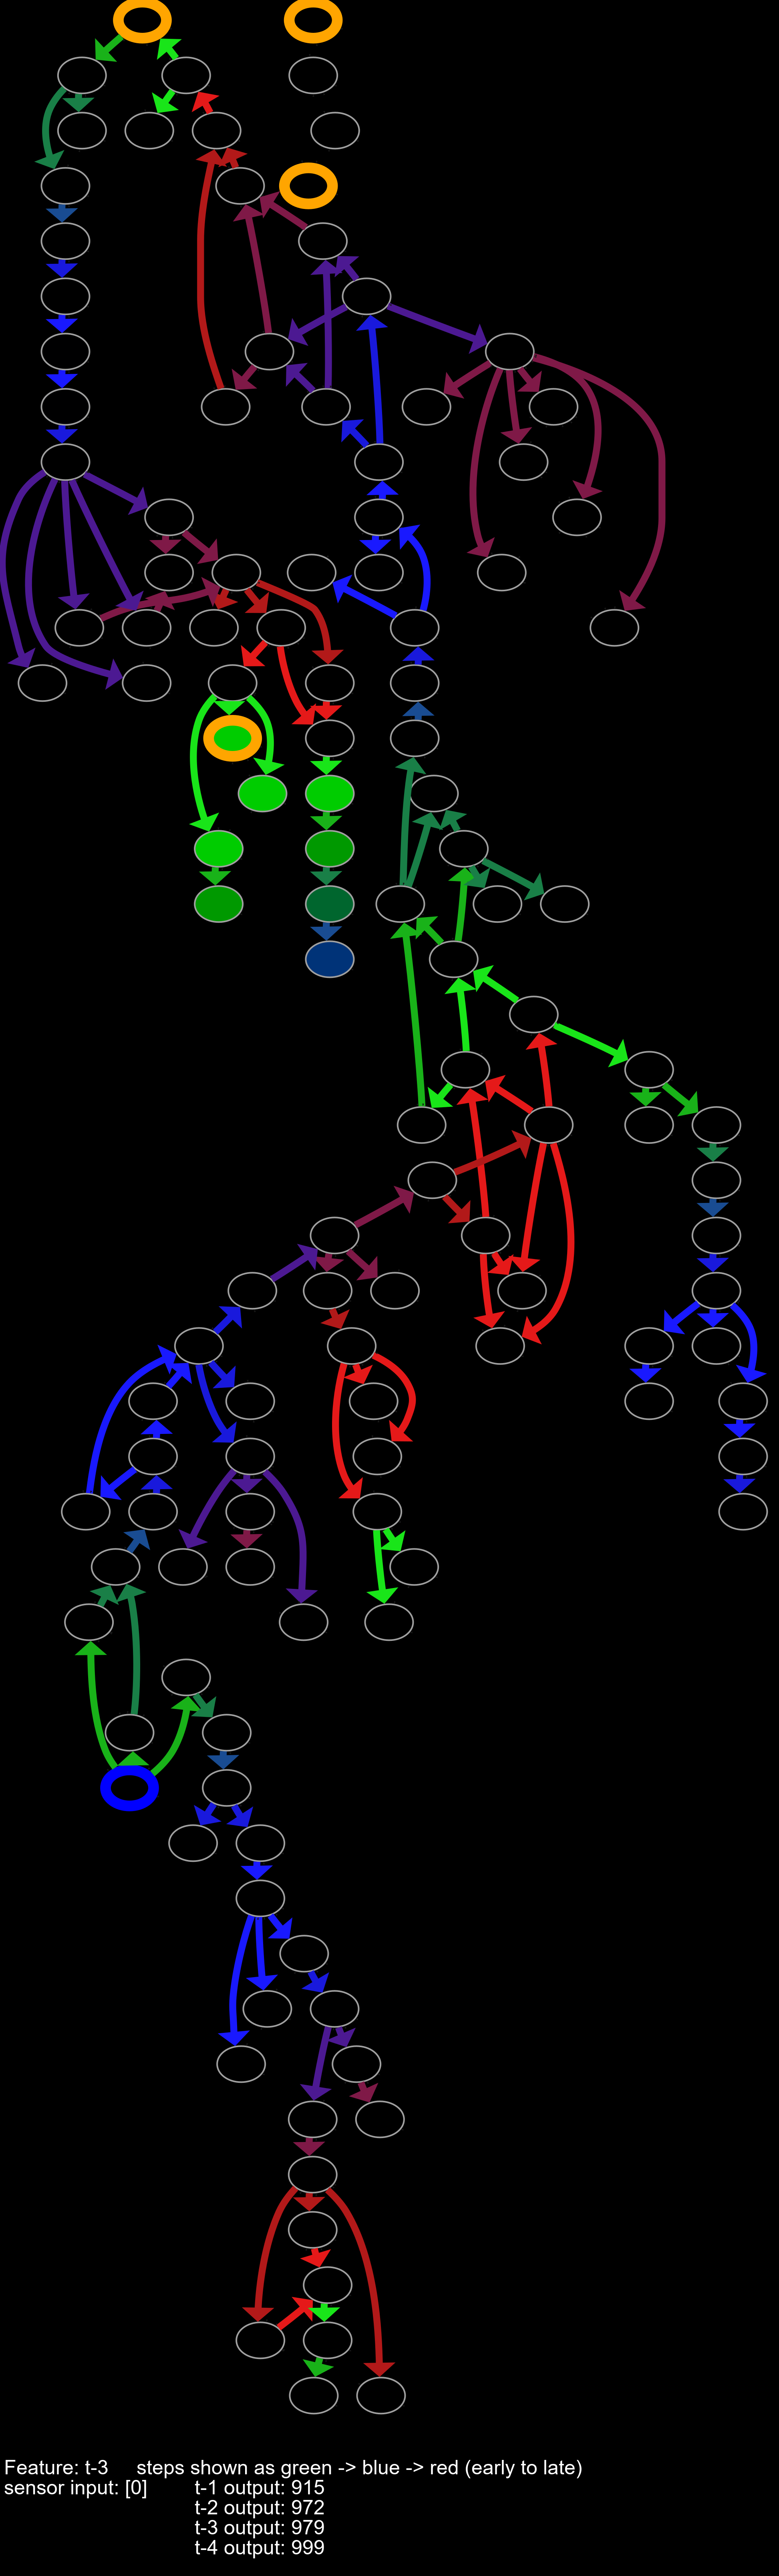 Feature: t-3 steps shown as green -> blue -> red (early to late)
sensor input: [0] t-1 output: 915
t-2 output: 972
t-3 output: 979
t-4 output: 999